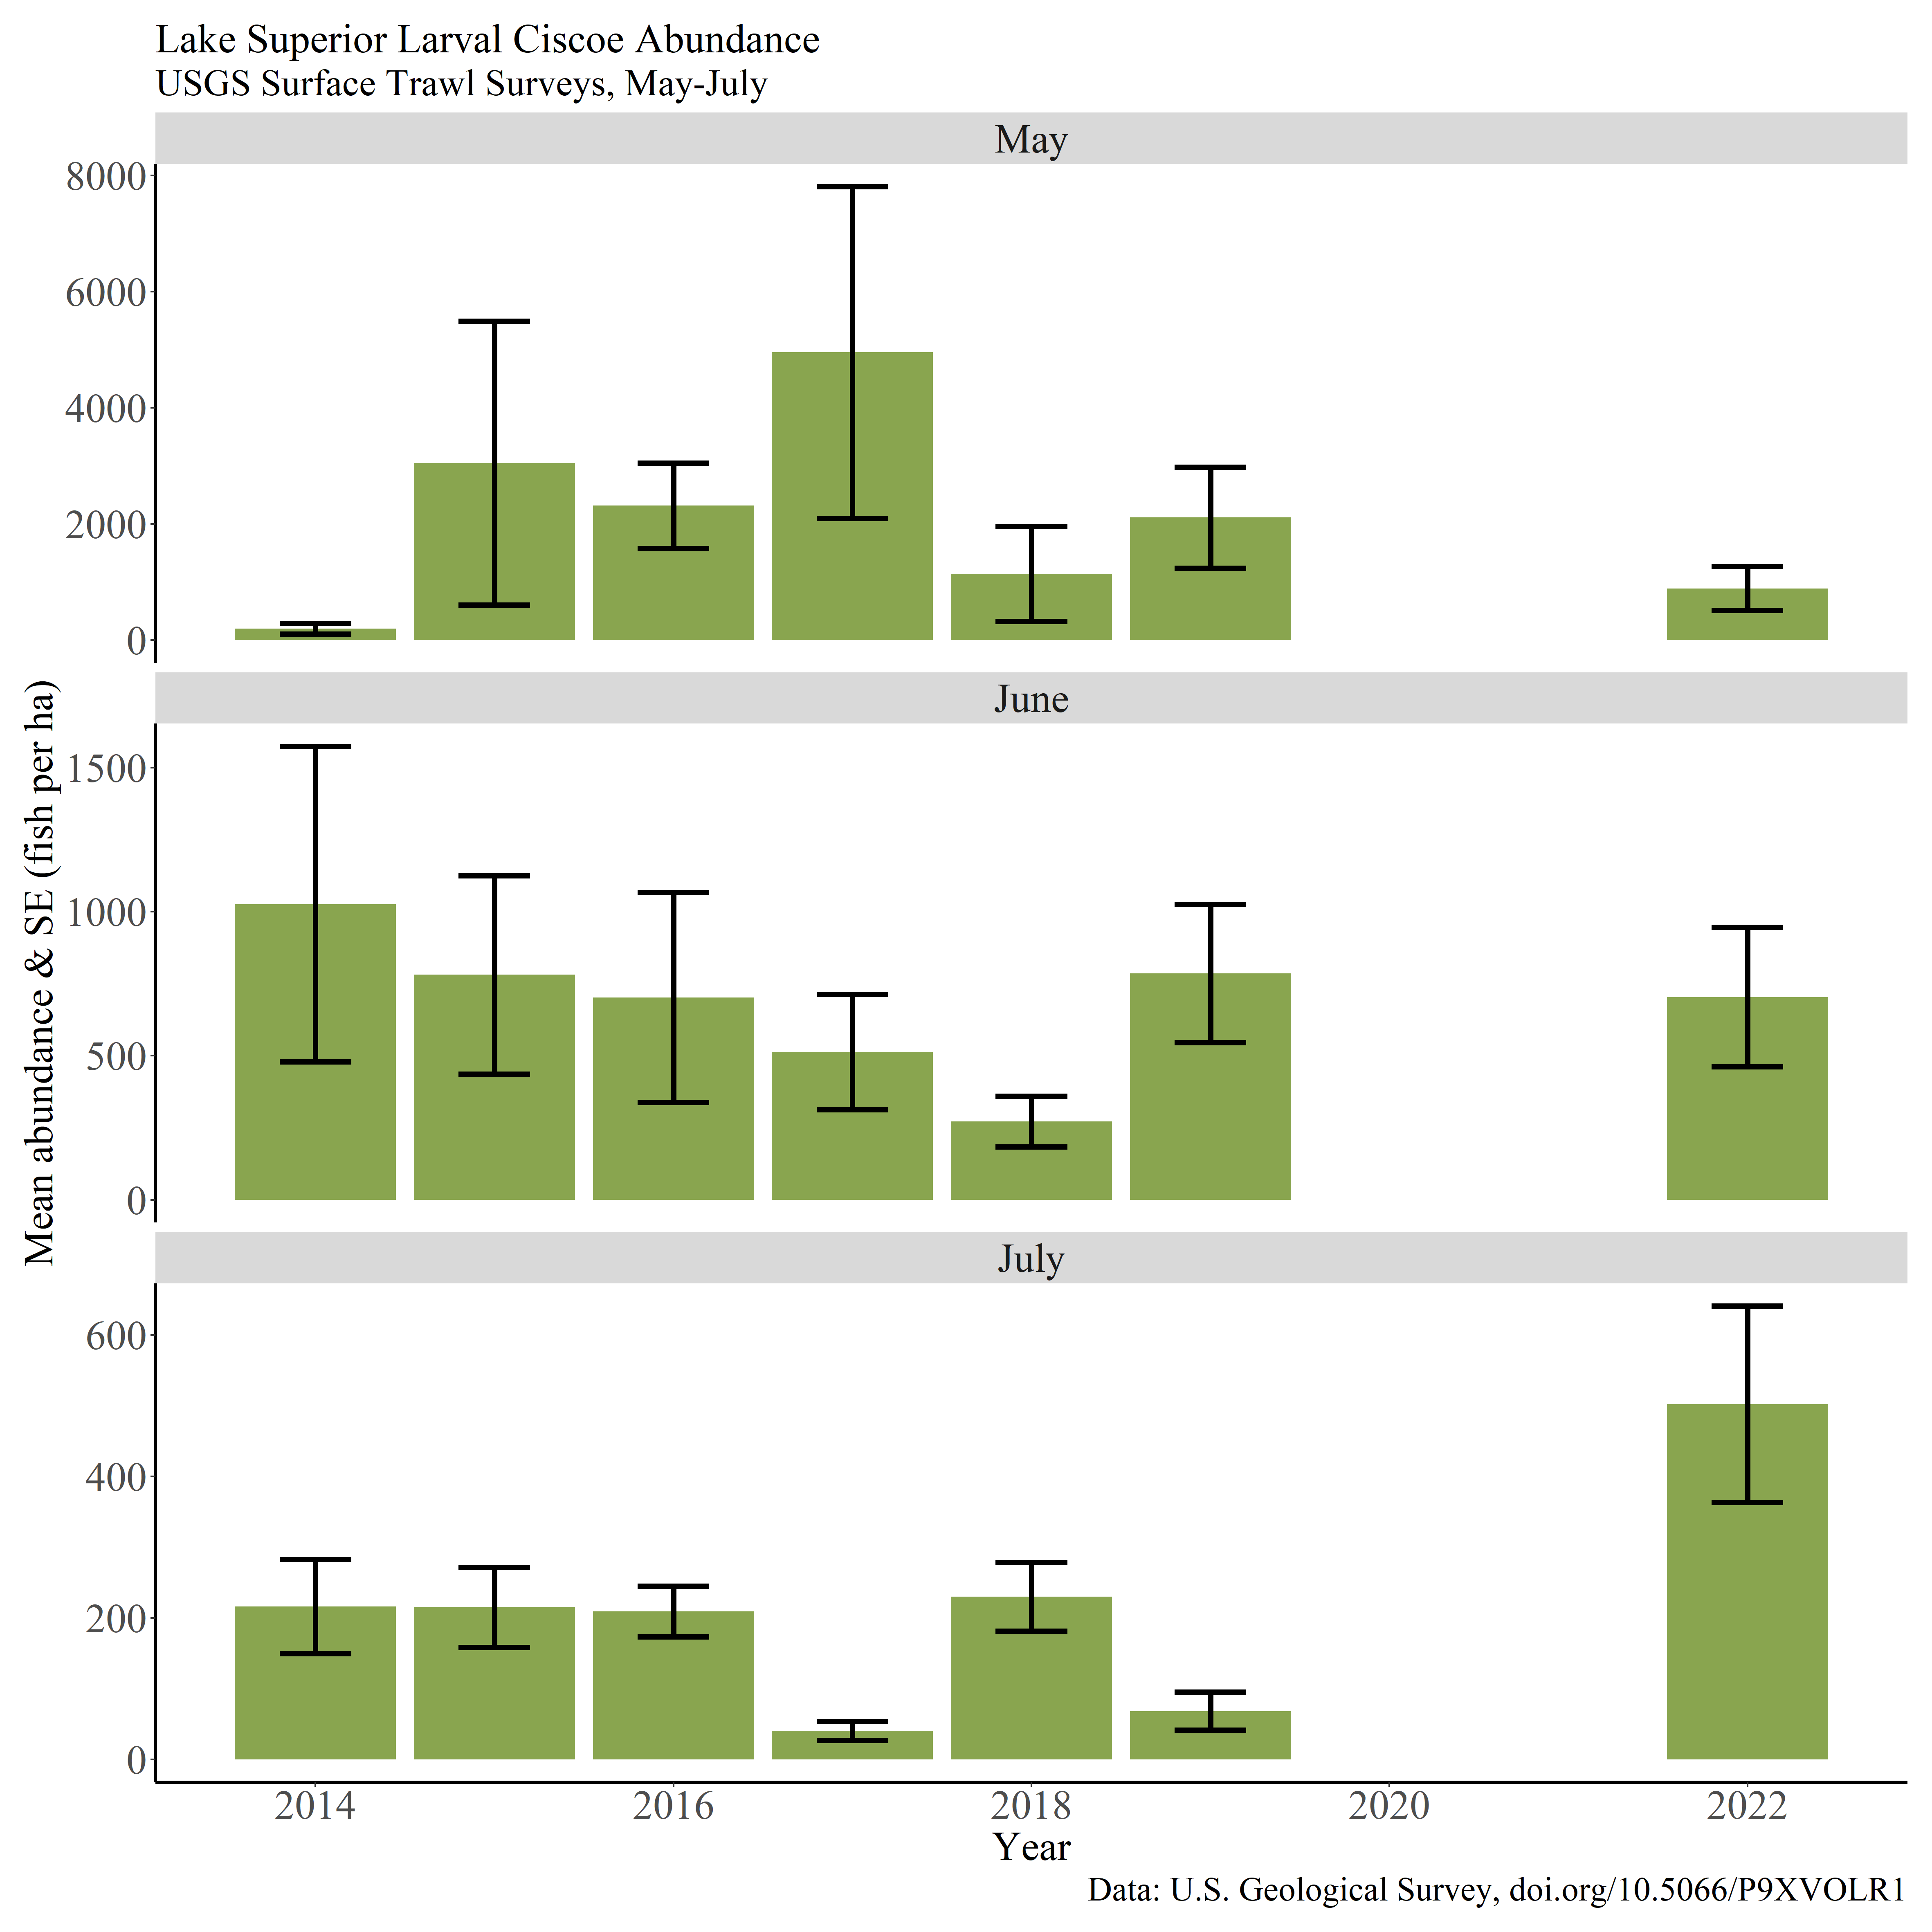 Lake Superior Larval Ciscoe Abundance
USGS Surface Trawl Surveys, May-July
Mean abundance & SE (fish per ha)
May
8000
6000
4000
2000
0
June
1500
1000
500
0
July
600
400
200
0
2014 2016 2018 2020 2022
Year
Data: U.S. Geological Survey, doi.org/10.5066/P9XVOLR1